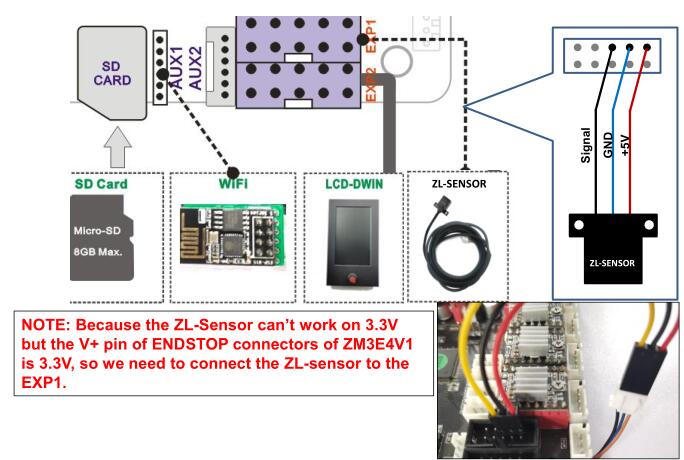 SD
CARD
AUX1
AUX2
EXP1
EXP2
SD Card
WIFi
LCD-DWIN
ZL-SENSOR
Micro-SD
8GB Max.
Signal
GND
+5V
ZL-SENSOR
NOTE: Because the ZL-Sensor can't work on 3.3V
but the V+ pin of ENDSTOP connectors of ZM3E4V1
is 3.3V, so we need to connect the ZL-sensor to the
EXP1.